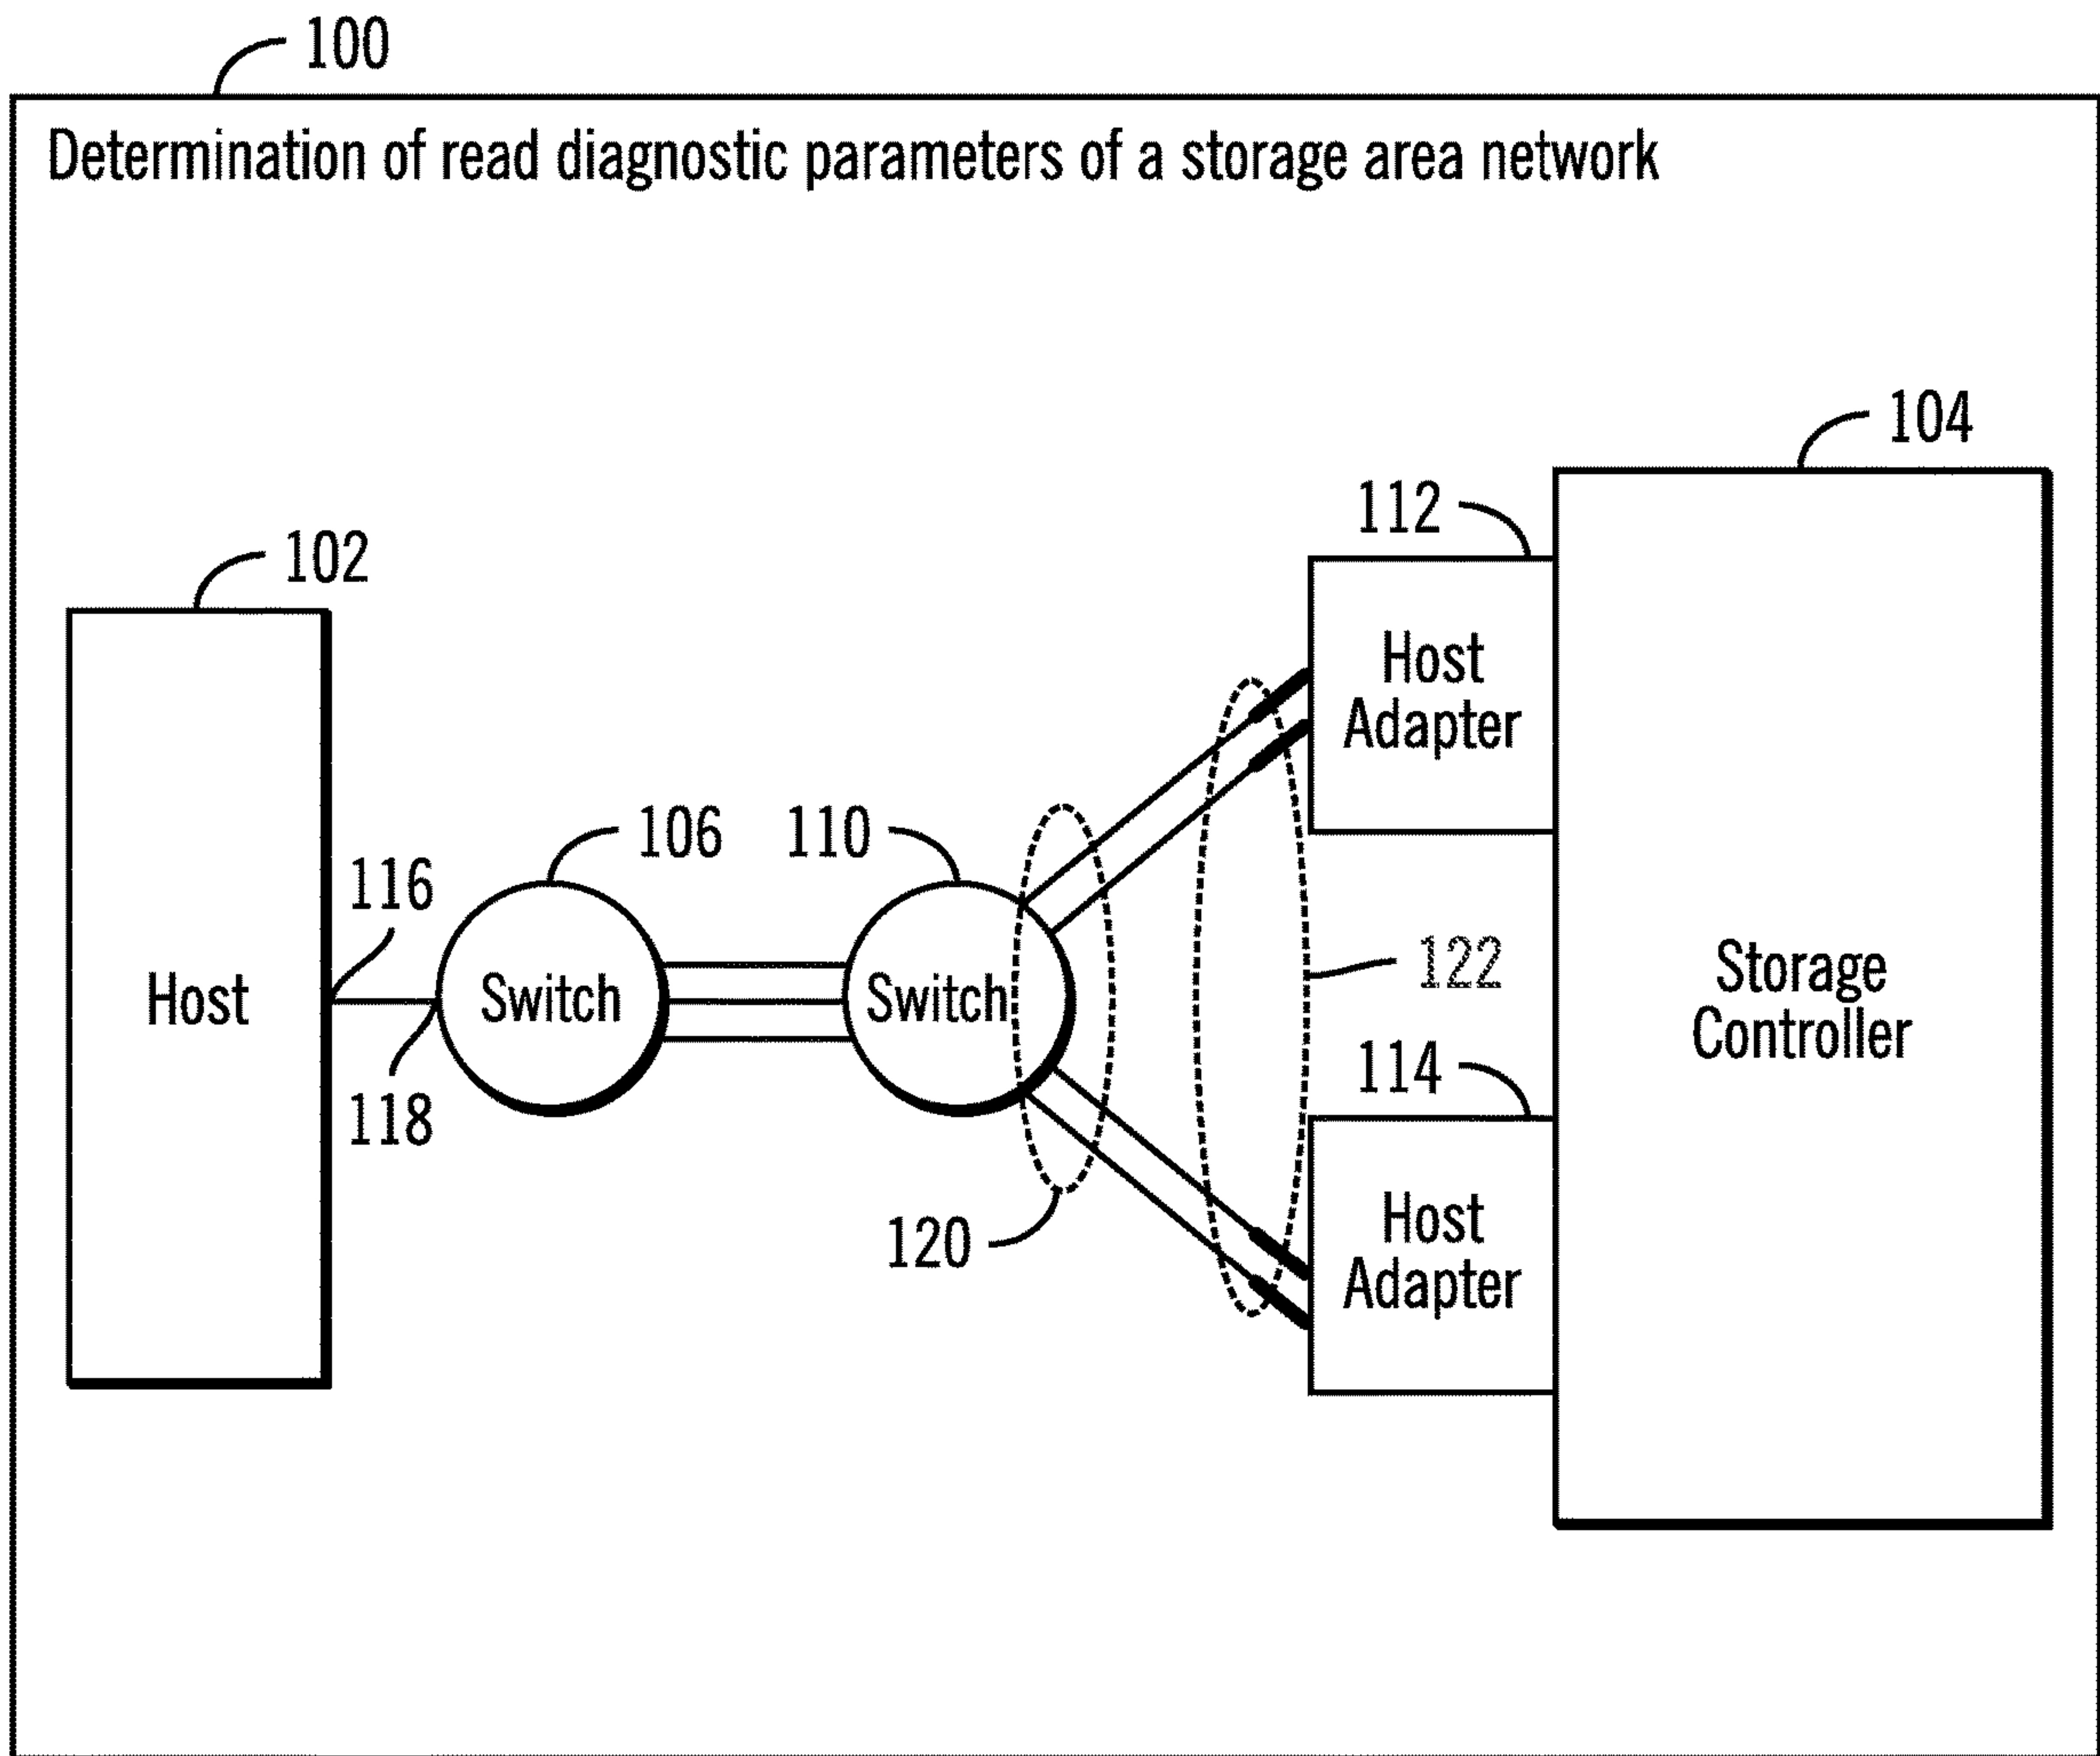 100
Determination of read diagnostic parameters of a storage area network
104
112
102
Host
Adapter
106
110
116
122
Host
Switch
Switch
Storage
Controller
114
118
120
Host
Adapter